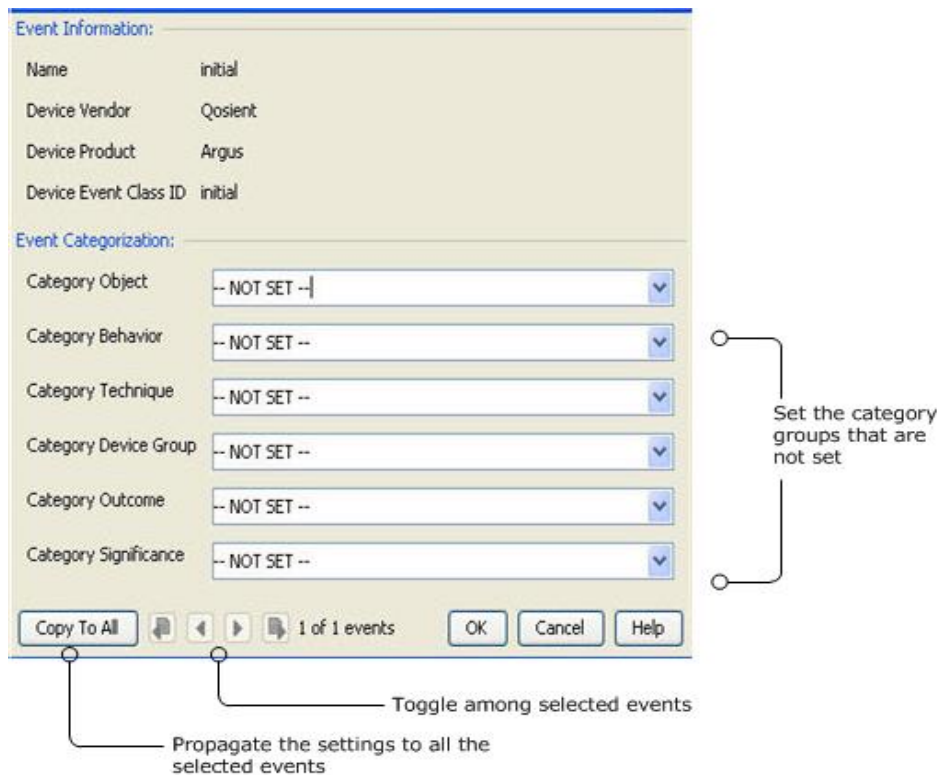 Event Information:
Name initial
Device Vendor Qosient
Device Product Argus
Device Event Class ID initial
Event Categorization:
Category Object -- NOT SET --
Category Behavior -- NOT SET --
Category Technique -- NOT SET --
Category Device Group -- NOT SET --
Category Outcome -- NOT SET --
Category Significance -- NOT SET --
Set the category
groups that are
not set
Copy To All 1 of 1 events OK Cancel Help
Toggle among selected events
Propagate the settings to all the
selected events